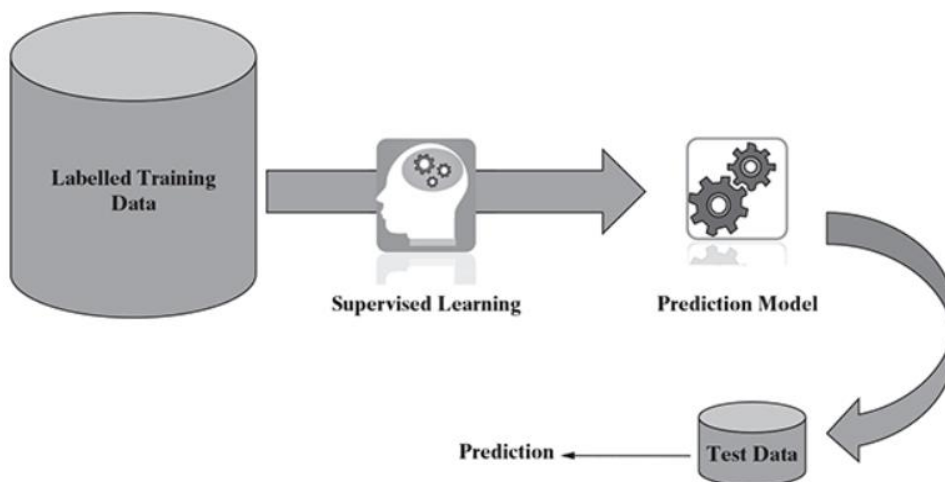 Labelled Training
Data
Supervised Learning
Prediction Model
Test Data
Prediction